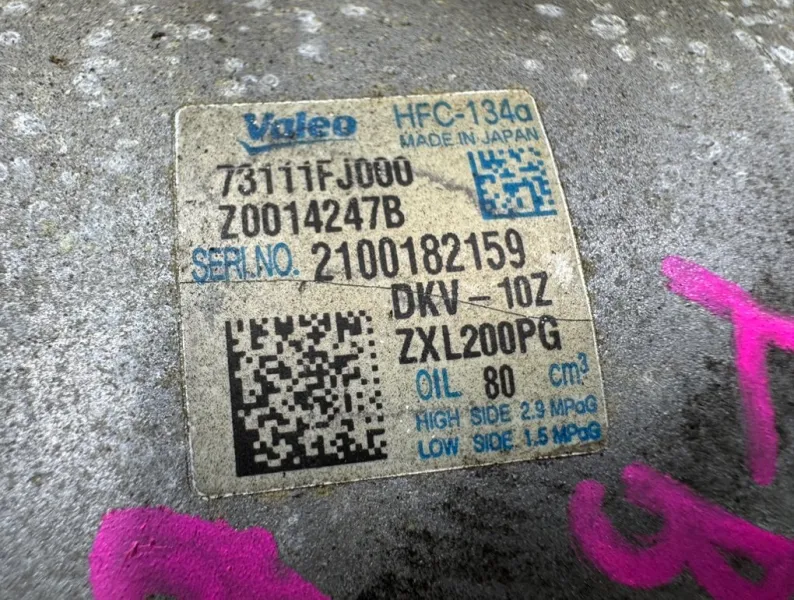 Valeo HFC-134a
MADE IN JAPAN
73111FJ000
Z0014247B
SERI.NO. 2100182159
DKV-10Z
ZXL200PG
OIL 80 cm³
HIGH SIDE 2.9 MPaG
LOW SIDE 1.5 MPaG